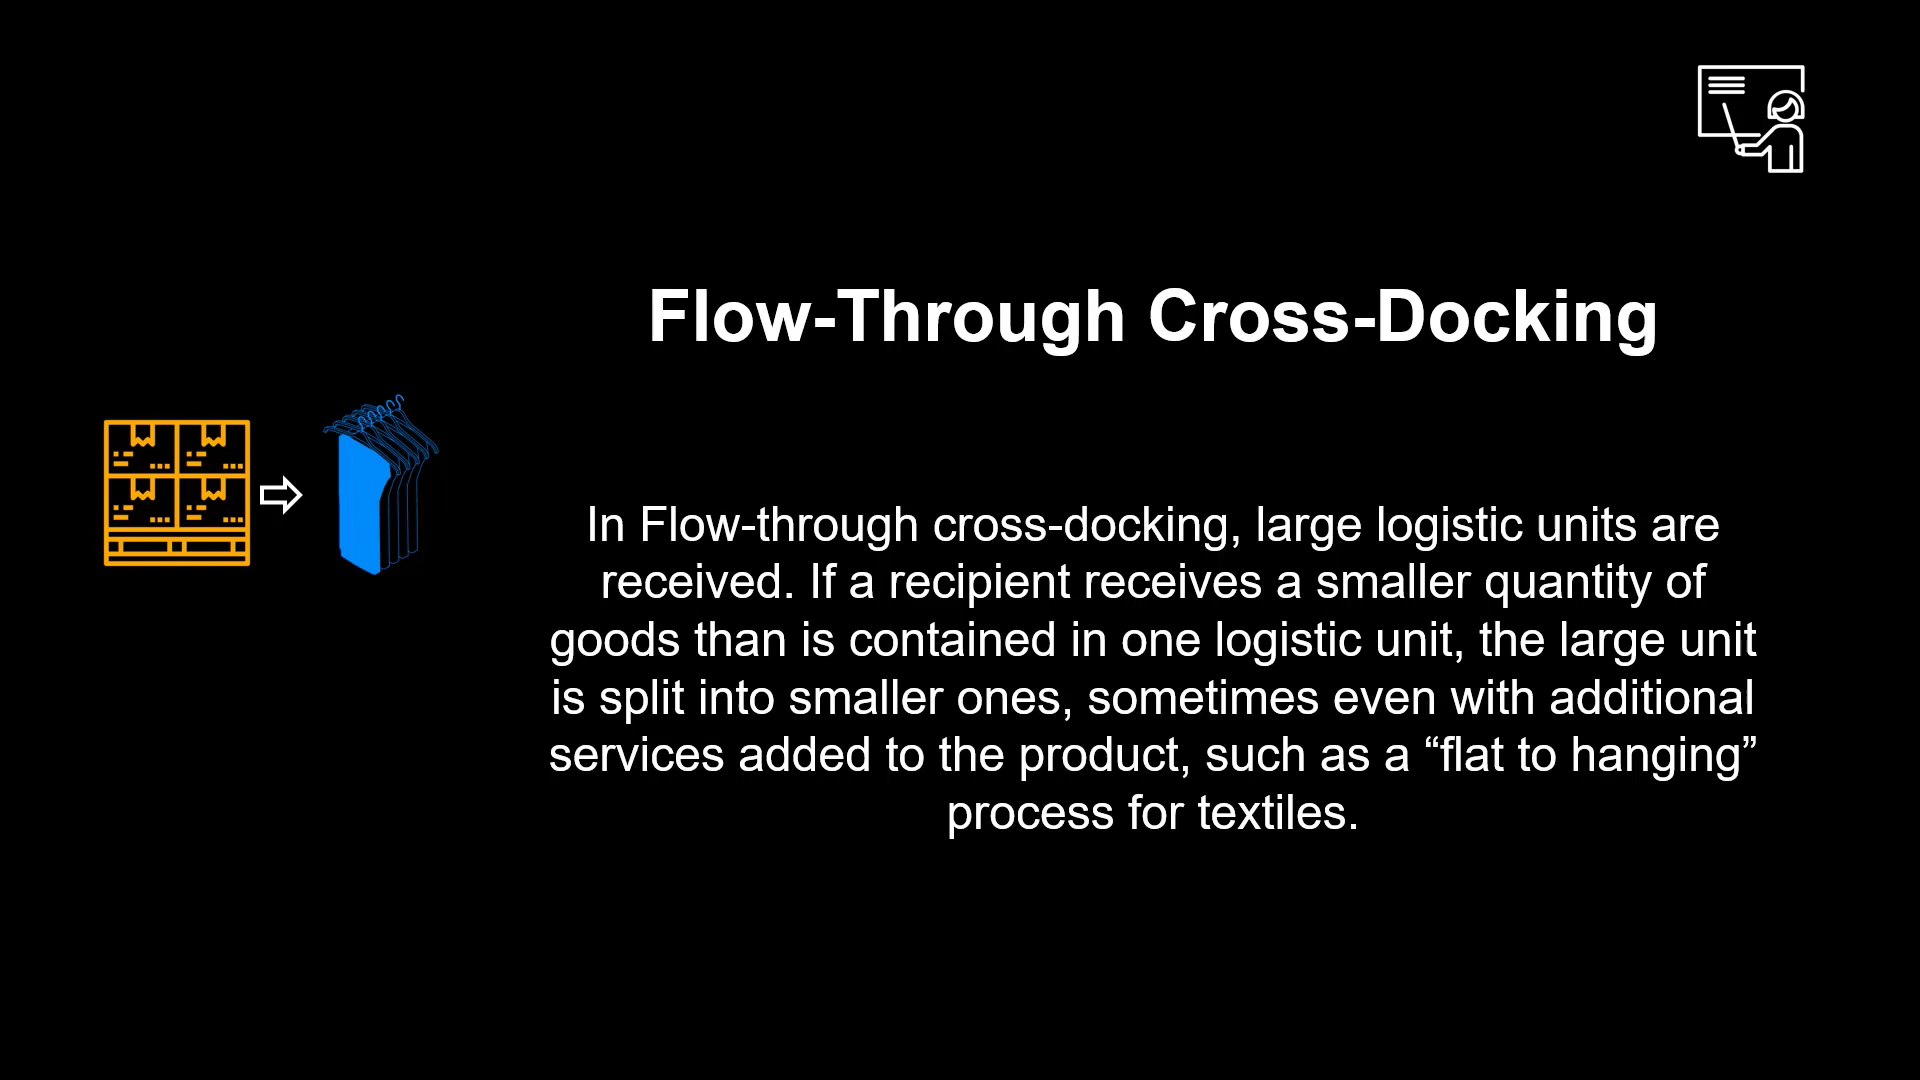 Flow-Through Cross-Docking
In Flow-through cross-docking, large logistic units are
received. If a recipient receives a smaller quantity of
goods than is contained in one logistic unit, the large unit
is split into smaller ones, sometimes even with additional
services added to the product, such as a “flat to hanging”
process for textiles.